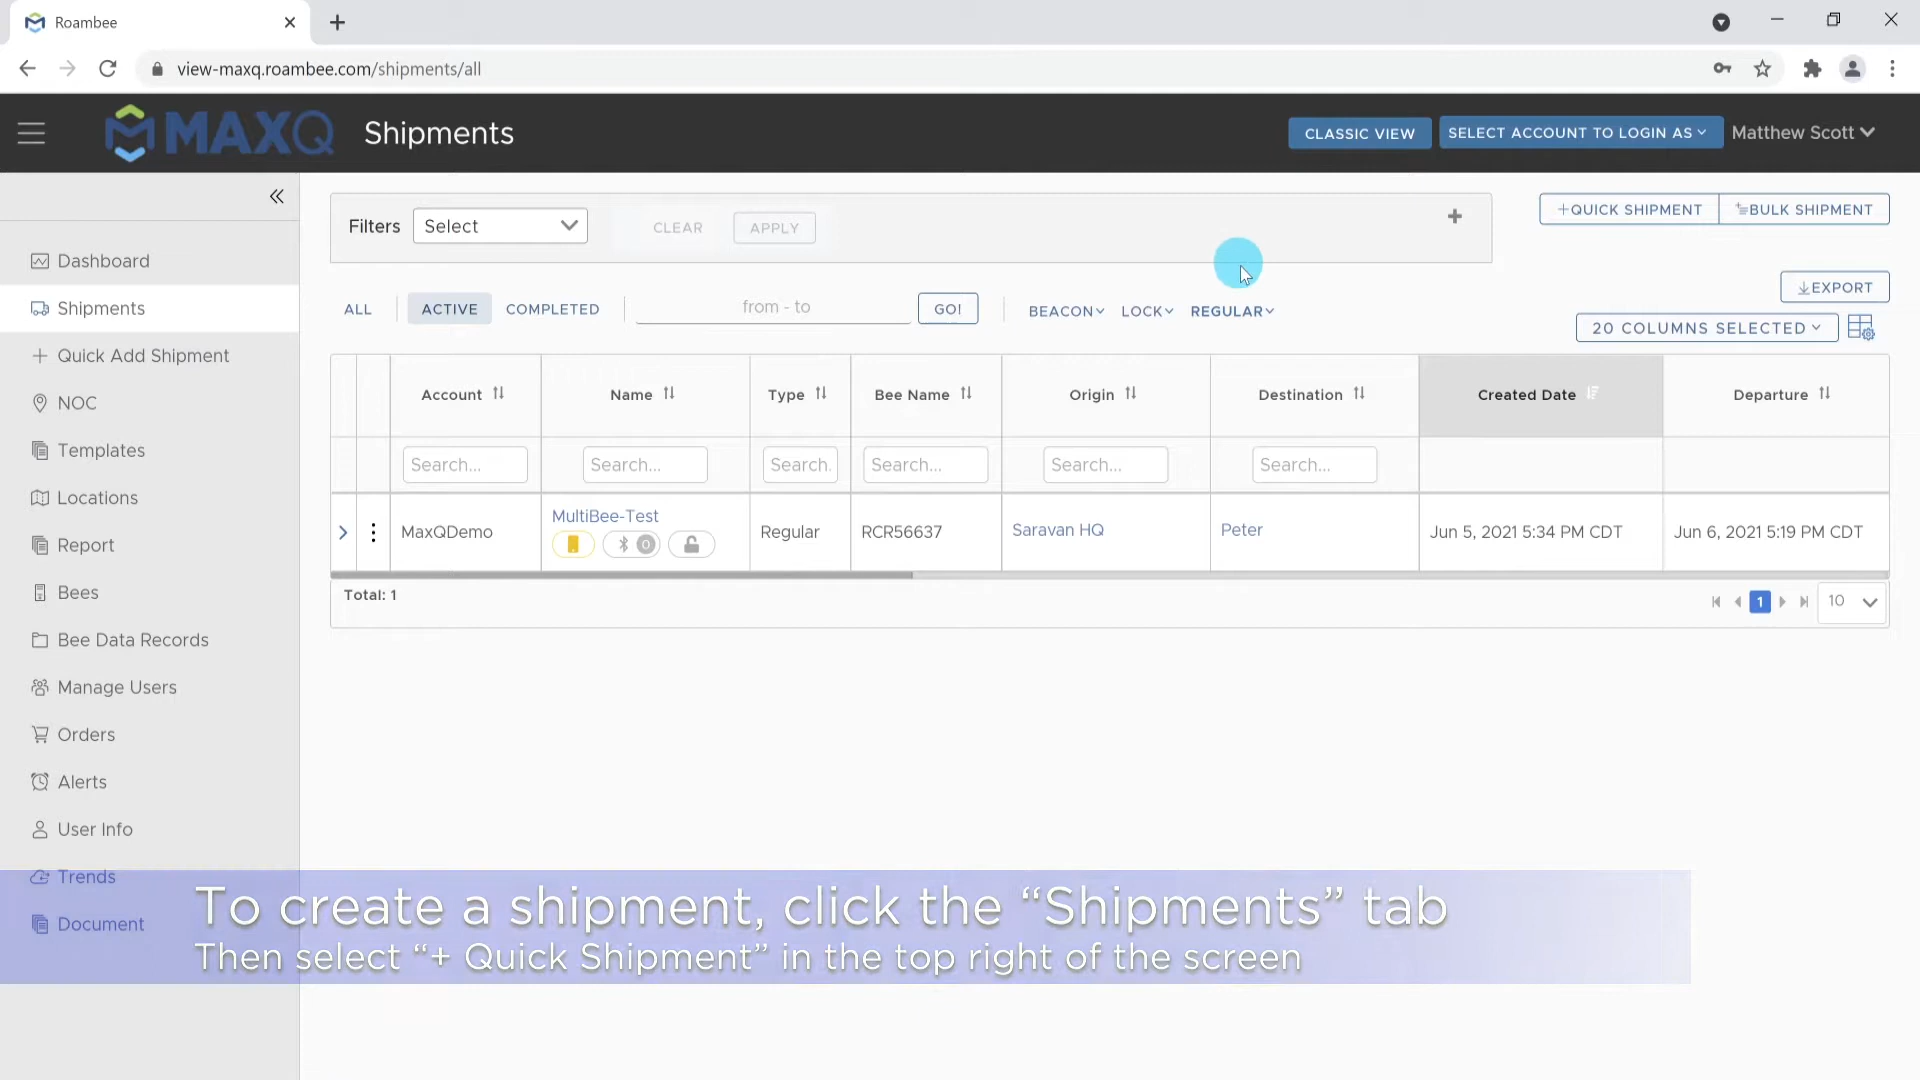 Roambee
view-maxq.roambee.com/shipments/all
MAXQ
Shipments
CLASSIC VIEW
SELECT ACCOUNT TO LOGIN AS
Matthew Scott
Filters
Select
CLEAR
APPLY
+QUICK SHIPMENT
BULK SHIPMENT
Dashboard
Shipments
Quick Add Shipment
NOC
Templates
Locations
Report
Bees
Bee Data Records
Manage Users
Orders
Alerts
User Info
Trends
Document
ALL
ACTIVE
COMPLETED
from - to
GO!
BEACON
LOCK
REGULAR
EXPORT
20 COLUMNS SELECTED
Account
Name
Type
Bee Name
Origin
Destination
Created Date
Departure
Search...
Search...
Search.
Search...
Search...
Search...
MaxQDemo
MultiBee-Test
0
Regular
RCR56637
Saravan HQ
Peter
Jun 5, 2021 5:34 PM CDT
Jun 6, 2021 5:19 PM CDT
Total: 1
1
10
To create a shipment, click the “Shipments” tab
Then select “+ Quick Shipment” in the top right of the screen